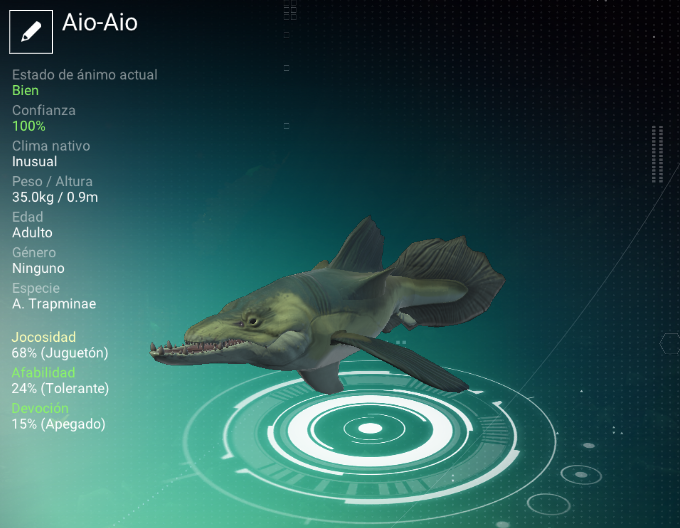 Aio-Aio
Estado de ánimo actual
Bien
Confianza
100%
Clima nativo
Inusual
Peso / Altura
35.0kg / 0.9m
Edad
Adulto
Género
Ninguno
Especie
A. Trapminae
Jocosidad
68% (Juguetón)
Afabilidad
24% (Tolerante)
Devoción
15% (Apegado)